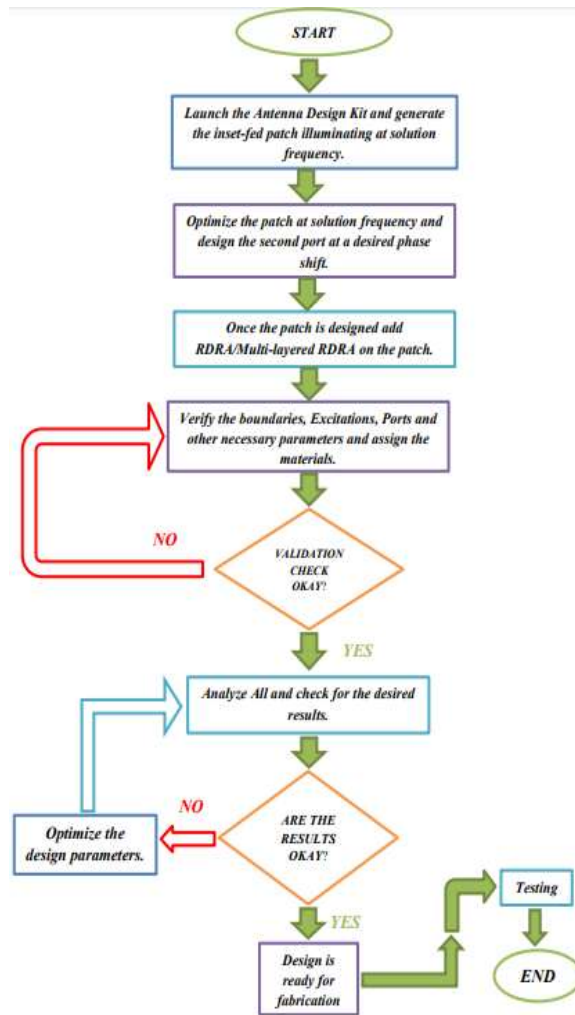 START
Launch the Antenna Design Kit and generate
the inset-fed patch illuminating at solution
frequency.
Optimize the patch at solution frequency and
design the second port at a desired phase
shift.
Once the patch is designed add
RDRA/Multi-layered RDRA on the patch.
Verify the boundaries, Excitations, Ports and
other necessary parameters and assign the
materials.
NO
VALIDATION
CHECK
OKAY?
YES
Analyze All and check for the desired
results.
NO
Optimize the
design parameters.
ARE THE
RESULTS
OKAY?
YES
Design is
ready for
fabrication
Testing
END